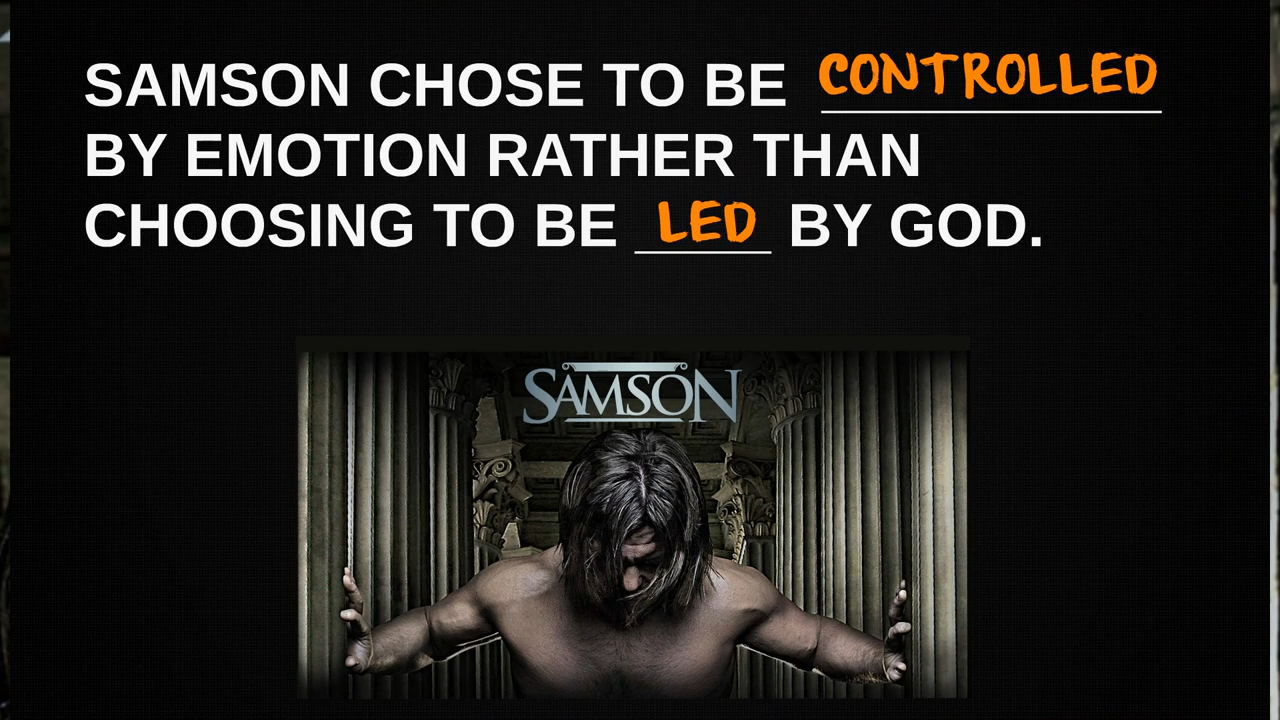 SAMSON CHOSE TO BE CONTROLLED
BY EMOTION RATHER THAN
CHOOSING TO BE LED BY GOD.
SAMSON